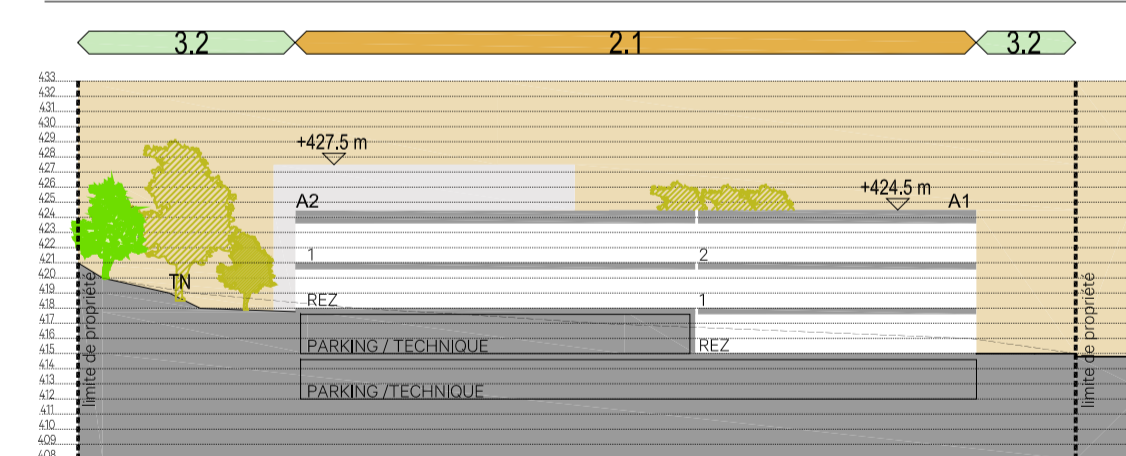 3.2 2.1 3.2
433
432
431
430
429
428
427
426
425
424
423
422
421
420
419
418
417
416
415
414
413
412
411
410
409
408
+427.5 m
+424.5 m
A2 A1
1 2
TN
REZ 1
PARKING / TECHNIQUE REZ
PARKING /TECHNIQUE
limite de propriété
limite de propriété